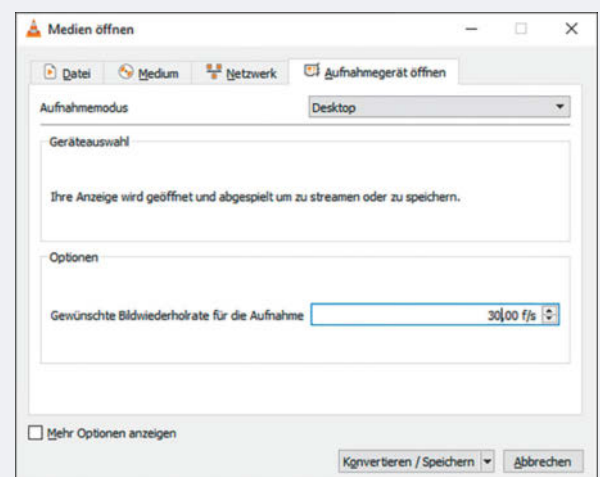 Medien öffnen
Datei Medium Netzwerk Aufnahmegerät öffnen
Aufnahmemodus Desktop
Geräteauswahl
Ihre Anzeige wird geöffnet und abgespielt um zu streamen oder zu speichern.
Optionen
Gewünschte Bildwiederholrate für die Aufnahme 30,00 f/s
Mehr Optionen anzeigen
Konvertieren / Speichern Abbrechen